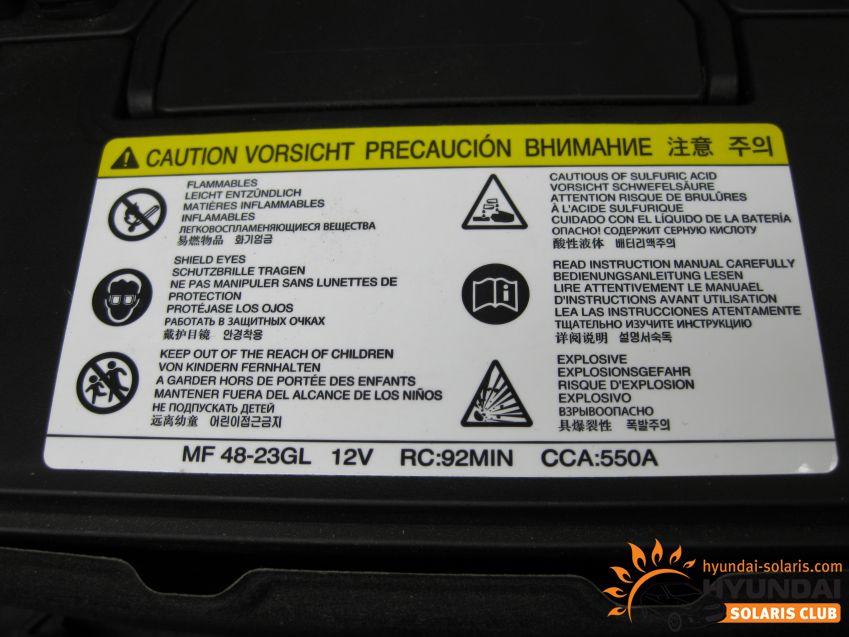 CAUTION VORSICHT PRECAUCIÓN ВНИМАНИЕ 注意 주의
FLAMMABLES
LEICHT ENTZÜNDLICH
MATIÈRES INFLAMMABLES
INFLAMABLES
ЛЕГКОВОСПЛАМЕНЯЮЩИЕСЯ ВЕЩЕСТВА
易燃物品 화기엄금
CAUTIOUS OF SULFURIC ACID
VORSICHT SCHWEFELSÄURE
ATTENTION RISQUE DE BRULÛRES
À L'ACIDE SULFURIQUE
CUIDADO CON EL LÍQUIDO DE LA BATERÍA
ОПАСНО! СОДЕРЖИТ СЕРНУЮ КИСЛОТУ
酸性液体 배터리액주의
SHIELD EYES
SCHUTZBRILLE TRAGEN
NE PAS MANIPULER SANS LUNETTES DE
PROTECTION
PROTÉJASE LOS OJOS
РАБОТАТЬ В ЗАЩИТНЫХ ОЧКАХ
戴护目镜 안경착용
READ INSTRUCTION MANUAL CAREFULLY
BEDIENUNGSANLEITUNG LESEN
LIRE ATTENTIVEMENT LE MANUAEL
D'INSTRUCTIONS AVANT UTILISATION
LEA LAS INSTRUCCIONES ATENTAMENTE
ТЩАТЕЛЬНО ИЗУЧИТЕ ИНСТРУКЦИЮ
详阅说明 설명서숙독
KEEP OUT OF THE REACH OF CHILDREN
VON KINDERN FERNHALTEN
A GARDER HORS DE PORTÉE DES ENFANTS
MANTENER FUERA DEL ALCANCE DE LOS NIÑOS
НЕ ПОДПУСКАТЬ ДЕТЕЙ
远离幼童 어린이접근금지
EXPLOSIVE
EXPLOSIONSGEFAHR
RISQUE D'EXPLOSION
EXPLOSIVO
ВЗРЫВООПАСНО
具爆裂性 폭발주의
MF 48-23GL 12V RC:92MIN CCA:550A
hyundai-solaris.com
HYUNDAI
SOLARIS CLUB